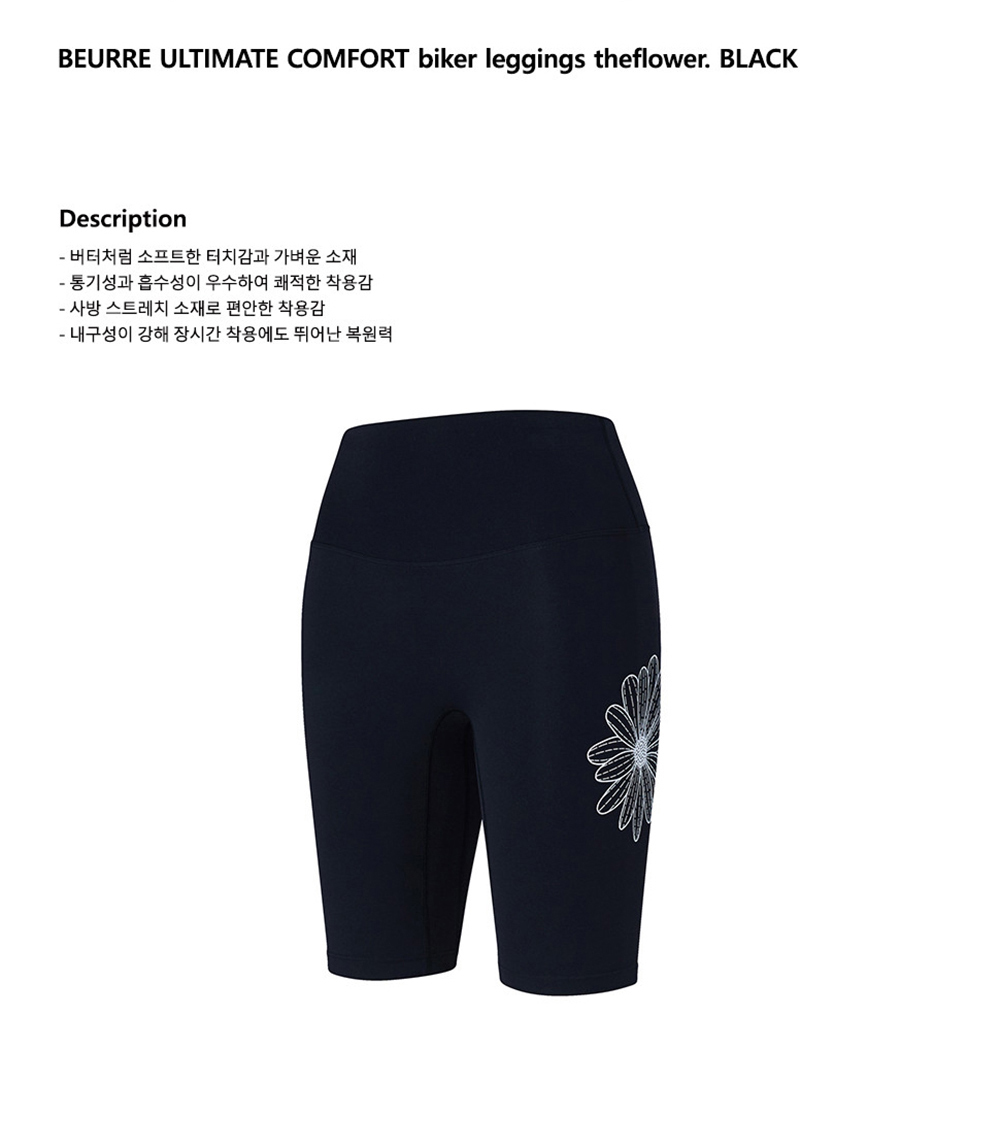 BEURRE ULTIMATE COMFORT biker leggings theflower. BLACK
Description
- 버터처럼 소프트한 터치감과 가벼운 소재
- 통기성과 흡수성이 우수하여 쾌적한 착용감
- 사방 스트레치 소재로 편안한 착용감
- 내구성이 강해 장시간 착용에도 뛰어난 복원력